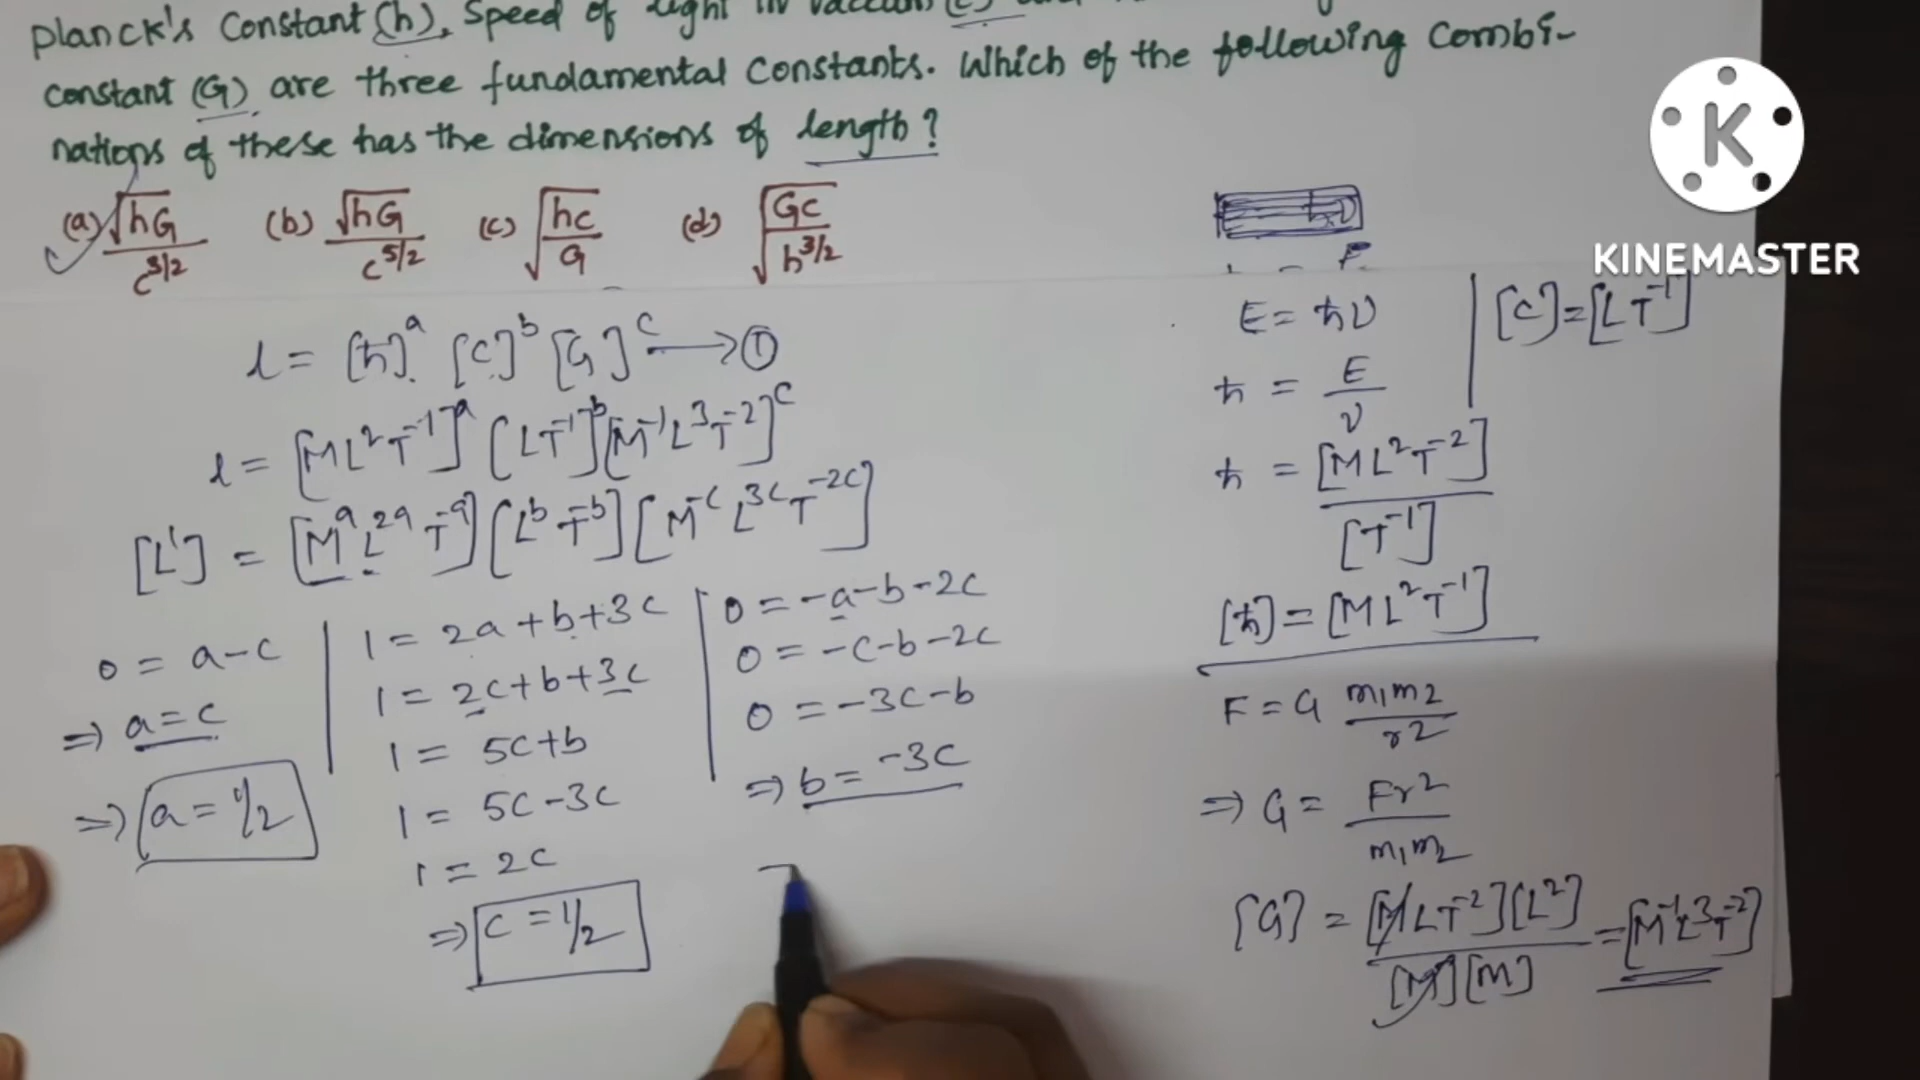 Planck's Constant (h), Speed of light in vaccum (c)
constant (G) are three fundamental constants. Which of the following combi-
nations of these has the dimensions of length?
(a) √hG / c^3/2 (b) √hG / c^5/2 (c) √(hc / G) (d) √(Gc / h^3/2)
l = [ħ]^a [c]^b [G]^c → ①
l = [ML²T⁻¹]^a [LT⁻¹]^b [M⁻¹L³T⁻²]^c
[L¹] = [M^a L^2a T^-a] [L^b T^-b] [M^-c L^3c T^-2c]
0 = a-c
⇒ a = c
⇒ a = 1/2
1 = 2a + b + 3c
1 = 2c + b + 3c
1 = 5c + b
1 = 5c - 3c
1 = 2c
⇒ c = 1/2
0 = -a-b-2c
0 = -c-b-2c
0 = -3c-b
⇒ b = -3c
E = ħν
ħ = E / ν
ħ = [ML²T⁻²] / [T⁻¹]
[ħ] = [ML²T⁻¹]
[C] = [LT⁻¹]
F = G m₁m₂ / r²
⇒ G = Fr² / m₁m₂
[G] = [MLT⁻²][L²] / [M][M] = [M⁻¹L³T⁻²]
K
KINEMASTER